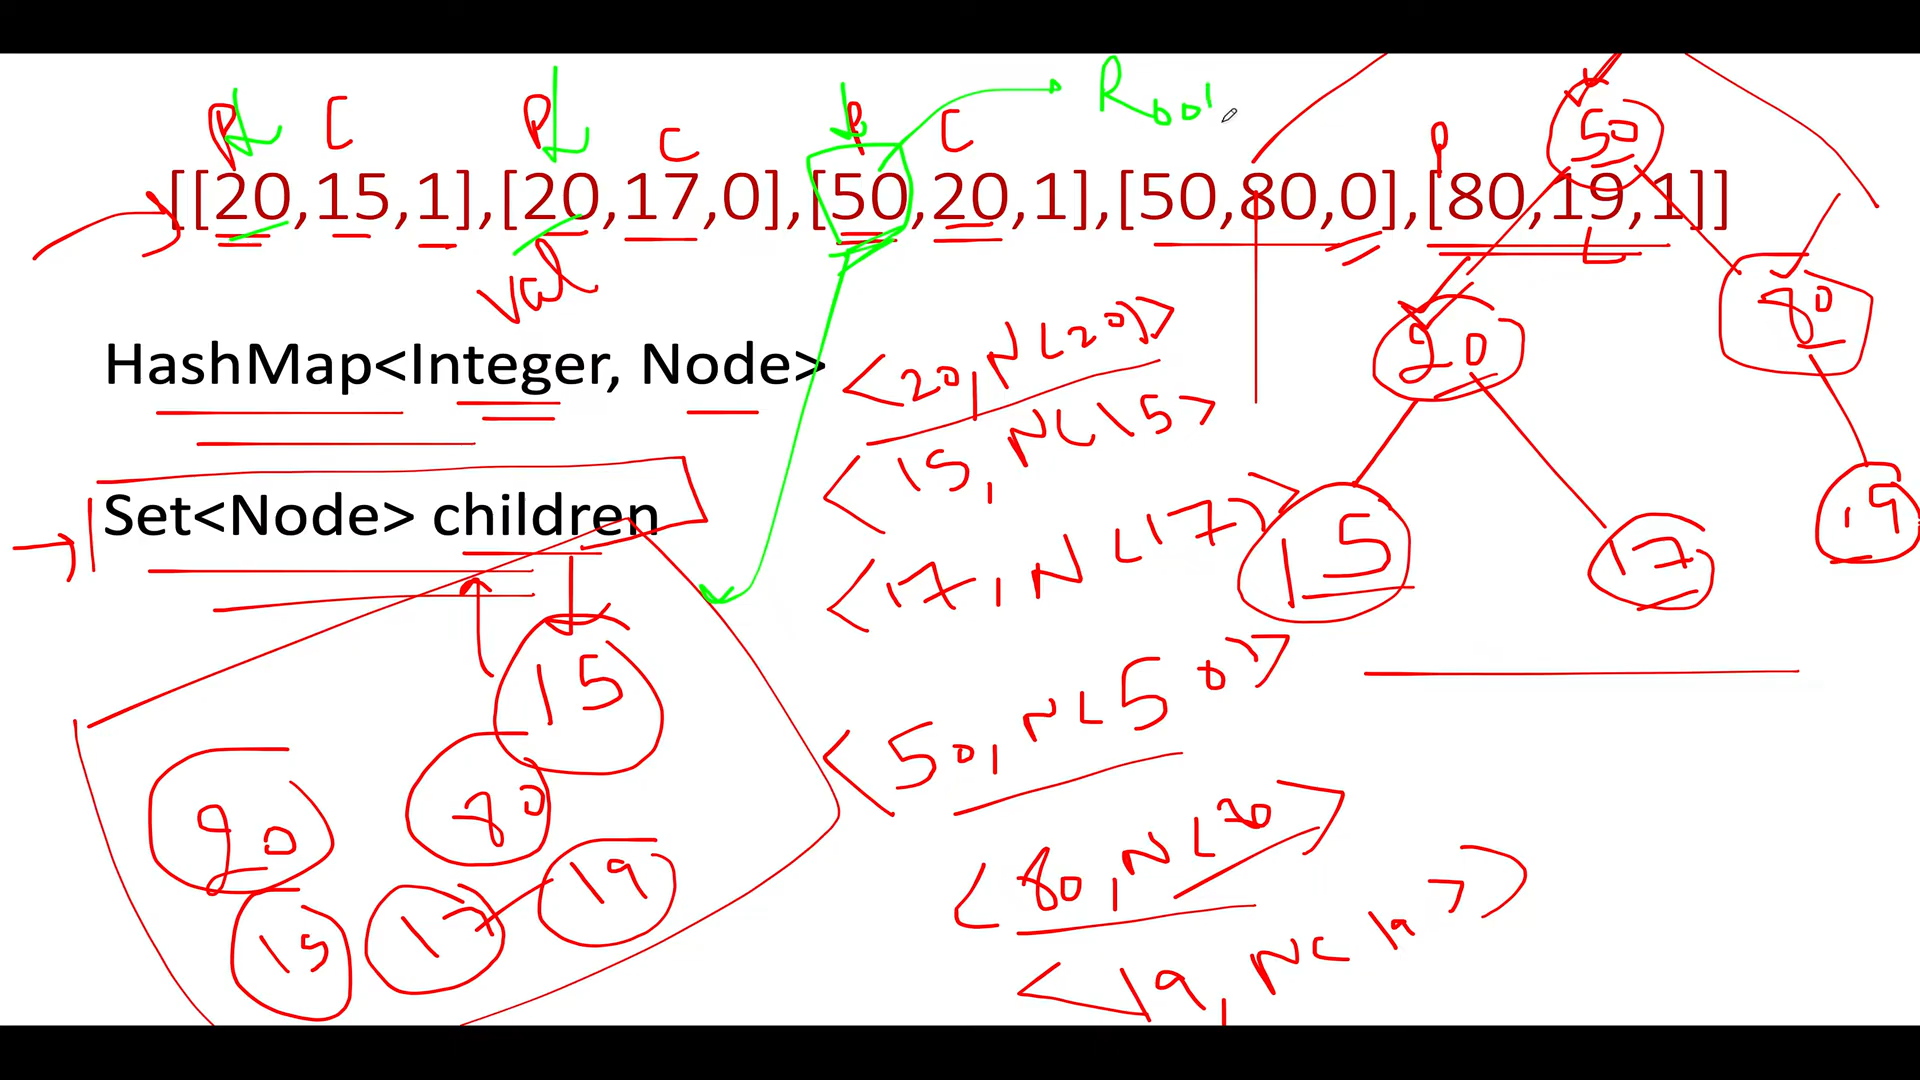 P C P C P C Root P 50
[[20,15,1],[20,17,0],[50,20,1],[50,80,0],[80,19,1]]
L
val 80
HashMap<Integer, Node> <20, N(20)> 20
<15, N(15>
Set<Node> children <17, N(17)> 15 17 19
15 <50, N(50)>
20 80 <80, N(80>
15 17 19 <19, N(19>>